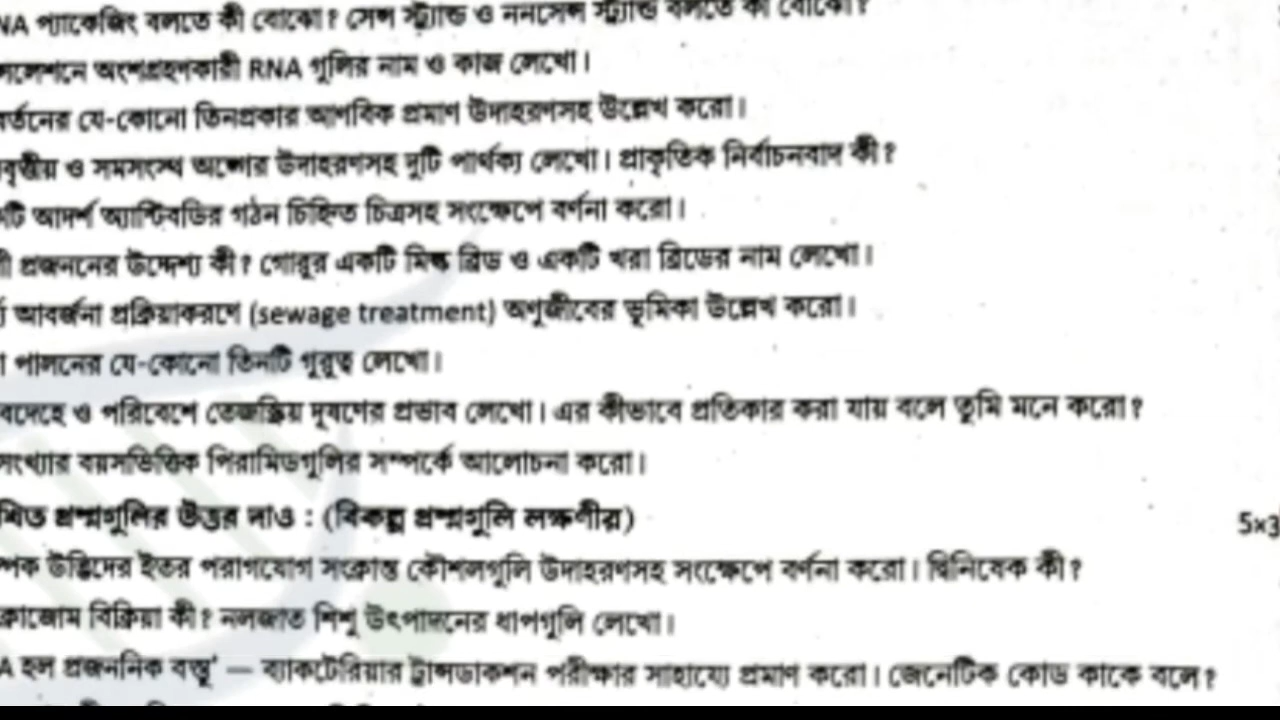 NA প্যাকেজিং বলতে কী বোঝো? সেন্স স্ট্র্যান্ড ও ননসেন্স স্ট্র্যান্ড বলতে কী বোঝো?
অংশগ্রহণকারী RNA গুলির নাম ও কাজ লেখো।
বর্তনের যে-কোনো তিনপ্রকার আণবিক প্রমাণ উদাহরণসহ উল্লেখ করো।
বৃত্তীয় ও সমসংস্থ অঙ্গের উদাহরণসহ দুটি পার্থক্য লেখো। প্রাকৃতিক নির্বাচনবাদ কী?
টি আদর্শ অ্যান্টিবডির গঠন চিহ্নিত চিত্রসহ সংক্ষেপে বর্ণনা করো।
প্রজননের উদ্দেশ্য কী? গোরুর একটি মিল্ক ব্রিড ও একটি খরা ব্রিডের নাম লেখো।
আবর্জনা প্রক্রিয়াকরণে (sewage treatment) অণুজীবের ভূমিকা উল্লেখ করো।
পালনের যে-কোনো তিনটি গুরুত্ব লেখো।
বদেহে ও পরিবেশে তেজস্ক্রিয় দূষণের প্রভাব লেখো। এর কীভাবে প্রতিকার করা যায় বলে তুমি মনে করো?
সংখ্যার বয়সভিত্তিক পিরামিডগুলির সম্পর্কে আলোচনা করো।
খিত প্রশ্নগুলির উত্তর দাও : (বিকল্প প্রশ্নগুলি লক্ষণীয়) 5×3
পক উদ্ভিদের ইতর পরাগযোগ সংক্রান্ত কৌশলগুলি উদাহরণসহ সংক্ষেপে বর্ণনা করো। দ্বিনিষেক কী?
ক্রোজোম বিক্রিয়া কী? নলজাত শিশু উৎপাদনের ধাপগুলি লেখো।
A হল প্রজননিক বস্তু' — ব্যাকটেরিয়ার ট্রান্সডাকশন পরীক্ষার সাহায্যে প্রমাণ করো। জেনেটিক কোড কাকে বলে?